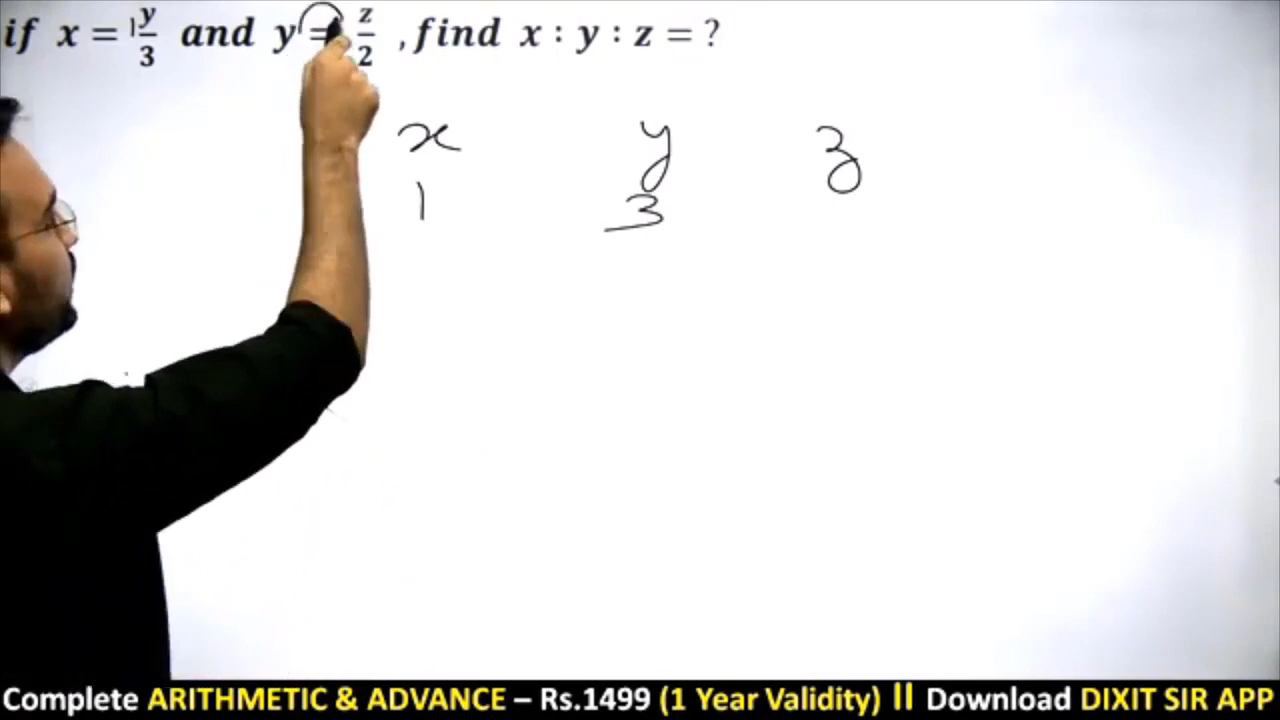 if x = 1 y/3 and y = z/2 , find x : y : z = ?
x y z
1 3
Complete ARITHMETIC & ADVANCE – Rs.1499 (1 Year Validity) II Download DIXIT SIR APP